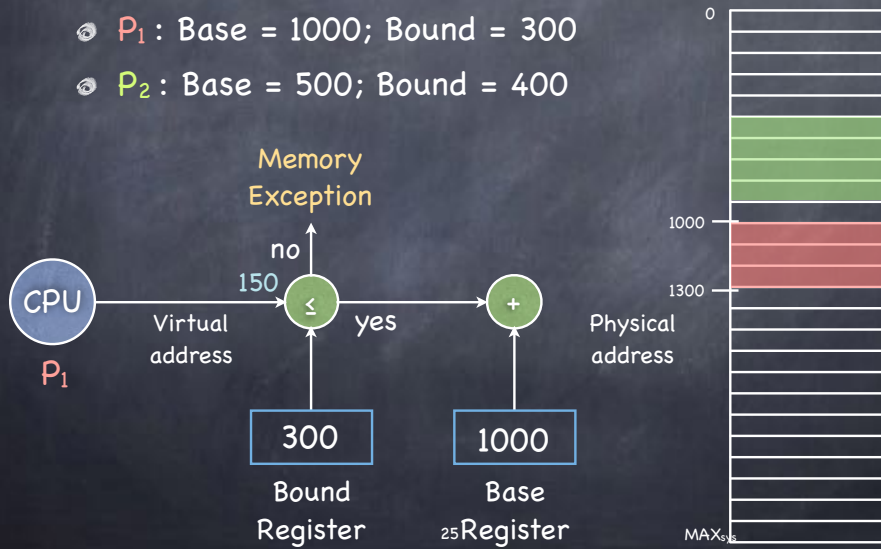 P₁ : Base = 1000; Bound = 300
P₂ : Base = 500; Bound = 400
0
Memory
Exception
no
1000
150
CPU
≤
+
1300
Virtual
address
yes
Physical
address
P₁
300
1000
Bound
Register
Base
25 Register
MAXsys